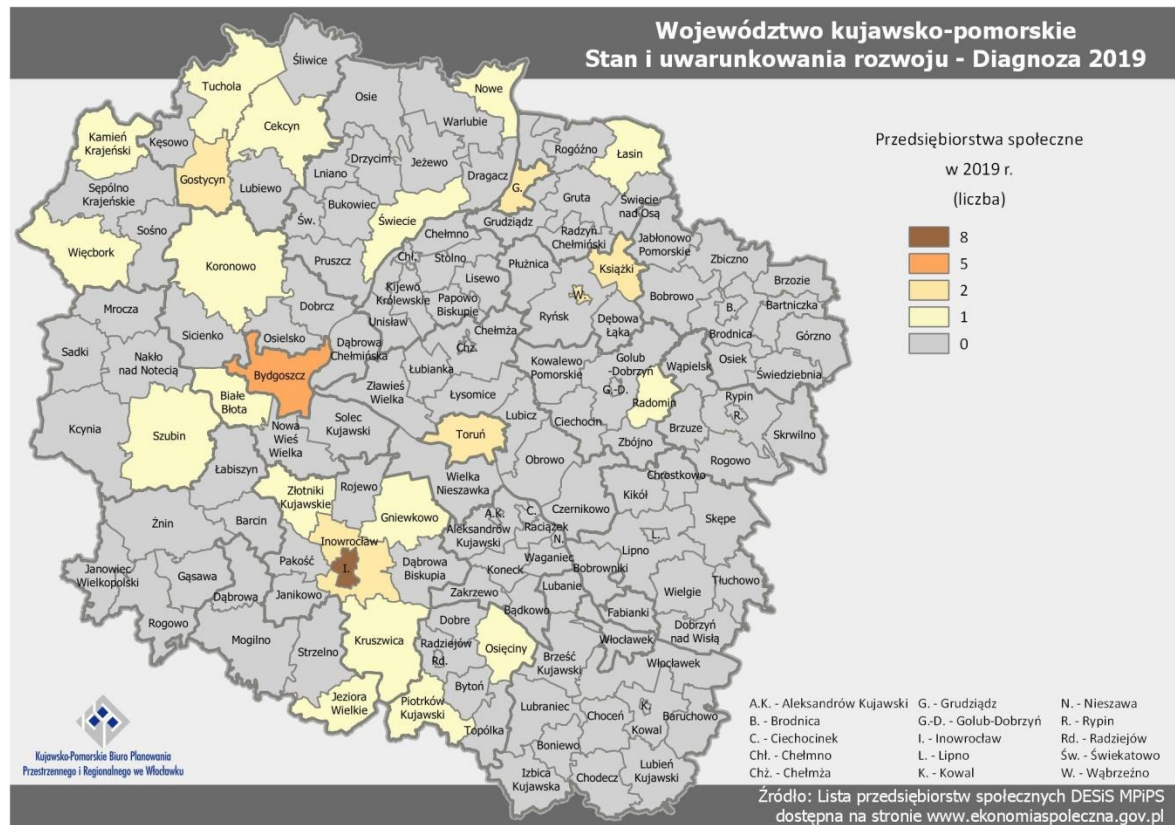 Województwo kujawsko-pomorskie
Stan i uwarunkowania rozwoju - Diagnoza 2019
Przedsiębiorstwa społeczne
w 2019 r.
(liczba)
8
5
2
1
0
Śliwice
Tuchola
Nowe
Osie
Cekcyn
Warlubie
Kamień
Krajeński
Kęsowo
Rogóźno
Łasin
Drzycim
Jeżewo
Gostycyn
Lniano
Dragacz
G.
Sępólno
Krajeńskie
Lubiewo
Bukowiec
Gruta
Święcie
nad Osą
Św.
Świecie
Grudziądz
Sośno
Chełmno
Radzyń
Chełmiński
Jabłonowo
Pomorskie
Więcbork
Koronowo
Pruszcz
Chł.
Stolno
Płużnica
Książki
Zbiczno
Kijewo
Królewskie
Lisewo
W.
Bobrowo
Brzozie
Mrocza
Dobrcz
Papowo
Biskupie
Bartniczka
B.
Unisław
Ryńsk
Dębowa
Łąka
Sicienko
Osielsko
Dąbrowa
Chełmińska
Chełmża
Brodnica
Górzno
Sadki
Nakło
nad Notecią
Chż.
Kowalewo
Pomorskie
Golub
-Dobrzyń
Wąpielsk
Osiek
Świedziebnia
Bydgoszcz
Łubianka
Zławieś
Wielka
Łysomice
G.-D.
Radomin
Rypin
R.
Białe
Błota
Kcynia
Szubin
Solec
Kujawski
Lubicz
Ciechocin
Toruń
Zbójno
Brzuze
Skrwilno
Nowa
Wieś
Wielka
Obrowo
Rogowo
Łabiszyn
Wielka
Nieszawka
Chrostkowo
Złotniki
Kujawskie
Rojewo
Kikół
Czernikowo
Gniewkowo
Skępe
Żnin
Barcin
A.K.
C.
Aleksandrów
Kujawski
Raciążek
N.
L.
Inowrocław
Pakość
I.
Dąbrowa
Biskupia
Waganiec
Lipno
Janowiec
Wielkopolski
Gąsawa
Koneck
Bobrowniki
Tłuchowo
Dąbrowa
Janikowo
Zakrzewo
Lubanie
Wielgie
Rogowo
Bądkowo
Fabianki
Dobrzyń
nad Wisłą
Mogilno
Strzelno
Kruszwica
Dobre
Osięciny
Włocławek
Radziejów
Rd.
Brześć
Kujawski
Włocławek
Jeziora
Wielkie
Piotrków
Kujawski
Bytoń
Lubraniec
K.
Topólka
Choceń
Kowal
Baruchowo
Boniewo
Izbica
Kujawska
Chodecz
Lubień
Kujawski
Kujawsko-Pomorskie Biuro Planowania
Przestrzennego i Regionalnego we Włocławku
A.K. - Aleksandrów Kujawski
B. - Brodnica
C. - Ciechocinek
Chł. - Chełmno
Chż. - Chełmża
G. - Grudziądz
G.-D. - Golub-Dobrzyń
I. - Inowrocław
L. - Lipno
K. - Kowal
N. - Nieszawa
R. - Rypin
Rd. - Radziejów
Św. - Świekatowo
W. - Wąbrzeźno
Źródło: Lista przedsiębiorstw społecznych DESiS MPiPS
dostępna na stronie www.ekonomiaspoleczna.gov.pl